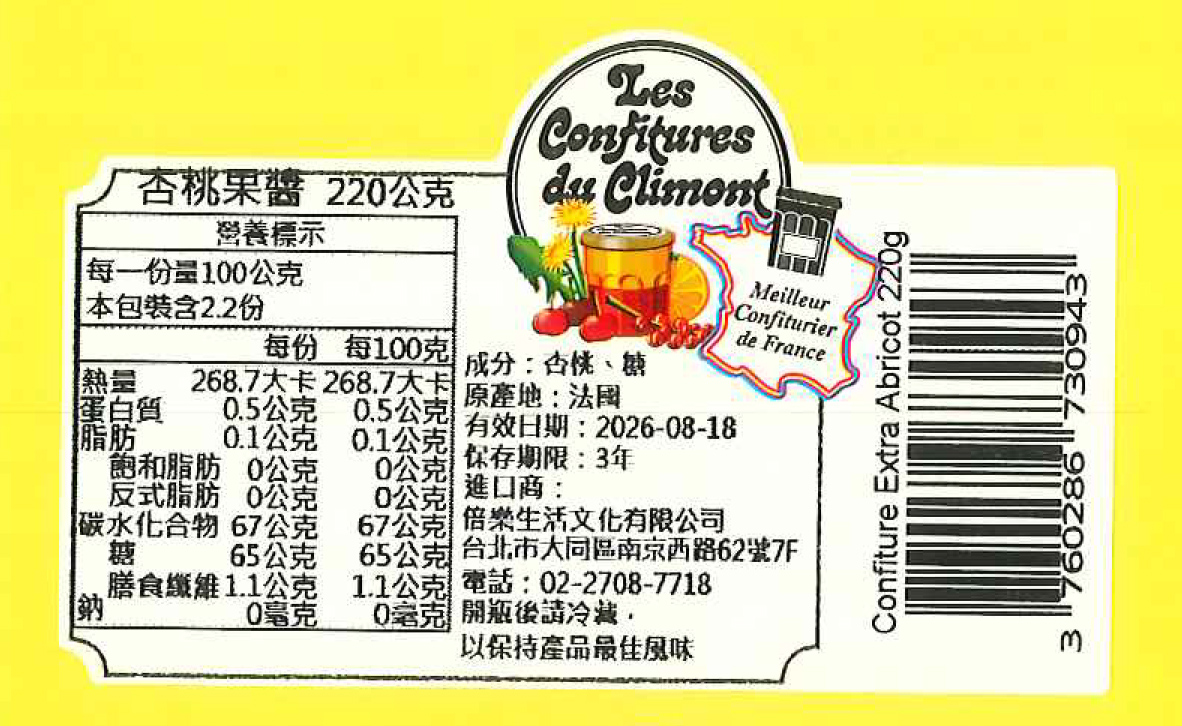 Les
Confitures
du Climont
Meilleur
Confiturier
de France
杏桃果醬 220公克
營養標示
每一份量100公克
本包裝含2.2份
每份 每100克
熱量 268.7大卡 268.7大卡
蛋白質 0.5公克 0.5公克
脂肪 0.1公克 0.1公克
飽和脂肪 0公克 0公克
反式脂肪 0公克 0公克
碳水化合物 67公克 67公克
糖 65公克 65公克
膳食纖維 1.1公克 1.1公克
鈉 0毫克 0毫克
成分：杏桃、糖
原產地：法國
有效日期：2026-08-18
保存期限：3年
進口商：
倍樂生活文化有限公司
台北市大同區南京西路62號7F
電話：02-2708-7718
開瓶後請冷藏，
以保持產品最佳風味
Confiture Extra Abricot 220g
3 760286 730943